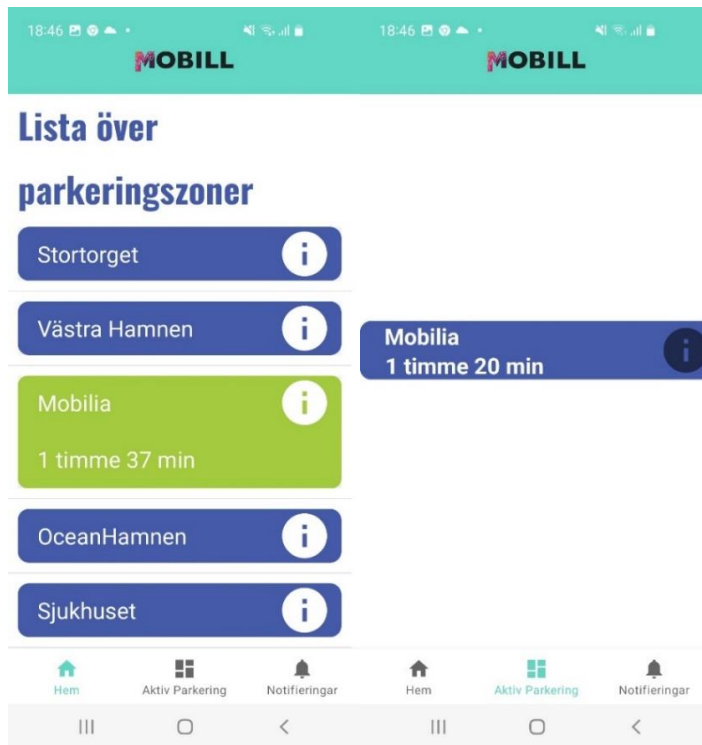 18:46
MOBILL
Lista över
parkeringszoner
Stortorget
i
Västra Hamnen
i
Mobilia
i
1 timme 37 min
OceanHamnen
i
Sjukhuset
i
Hem
Aktiv Parkering
Notifieringar
18:46
MOBILL
Mobilia
1 timme 20 min
i
Hem
Aktiv Parkering
Notifieringar